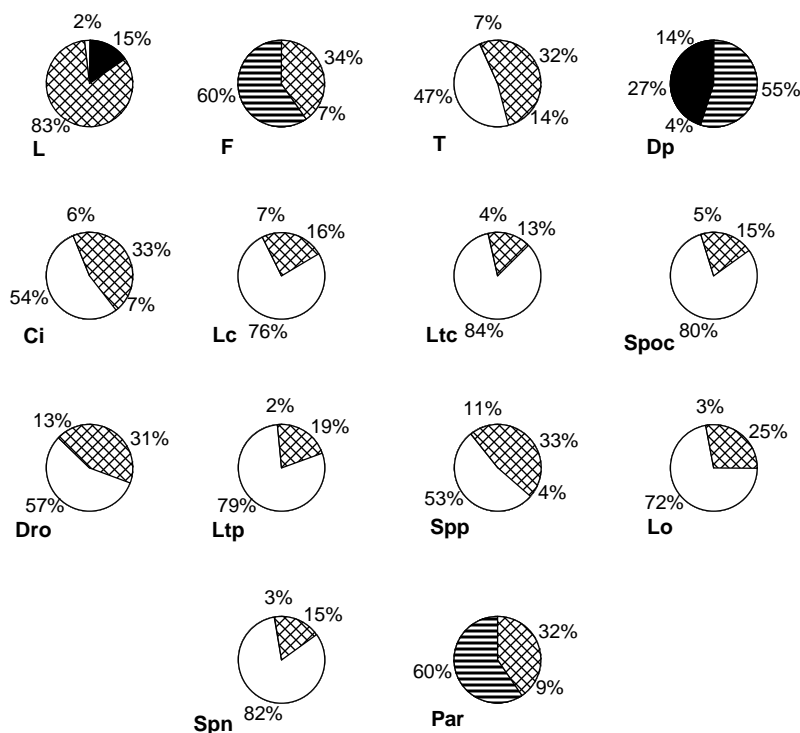 2% 15% 83% L
34% 60% 7% F
7% 32% 47% 14% T
14% 27% 55% 4% Dp
6% 33% 54% 7% Ci
7% 16% 76% Lc
4% 13% 84% Ltc
5% 15% 80% Spoc
13% 31% 57% Dro
2% 19% 79% Ltp
11% 33% 53% 4% Spp
3% 25% 72% Lo
3% 15% 82% Spn
32% 60% 9% Par